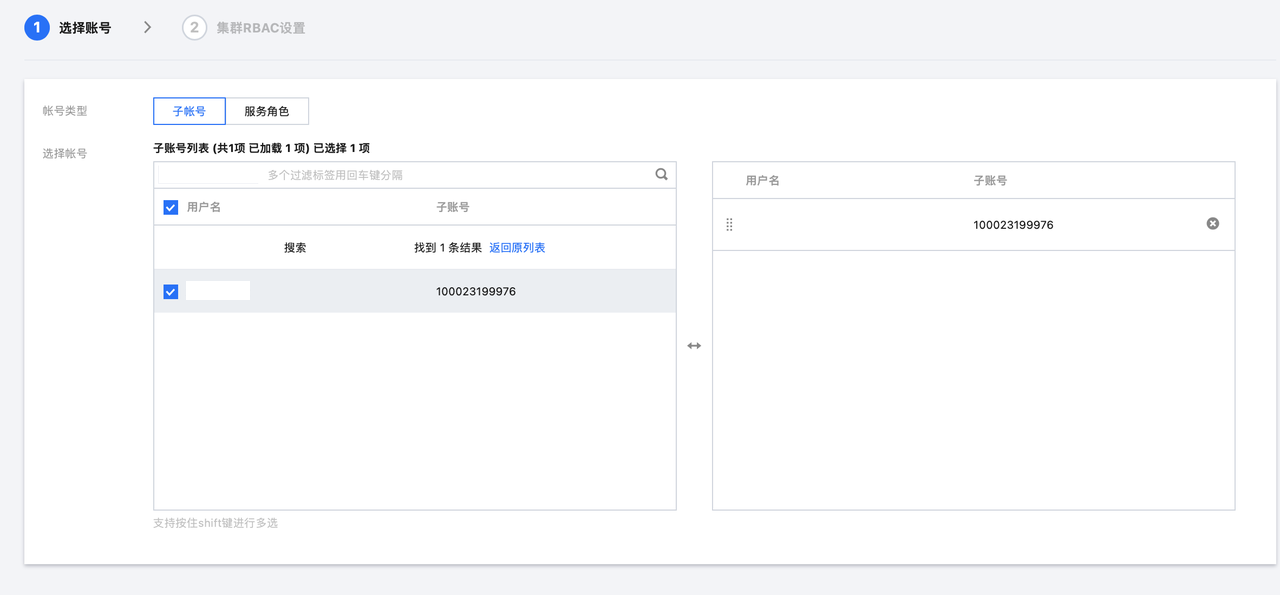 1 选择账号 2 集群RBAC设置
帐号类型 子帐号 服务角色
选择帐号 子账号列表 (共1项 已加载 1 项) 已选择 1 项
多个过滤标签用回车键分隔
用户名 子账号
搜索 找到 1 条结果 返回原列表
100023199976
支持按住shift键进行多选
用户名 子账号
100023199976